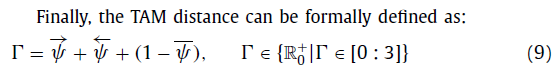 Finally, the TAM distance can be formally defined as:
Γ = ψ⃗ + ψ⃖ + (1 − ψ̅), Γ ∈ {ℝ₀⁺|Γ ∈ [0 : 3]} (9)